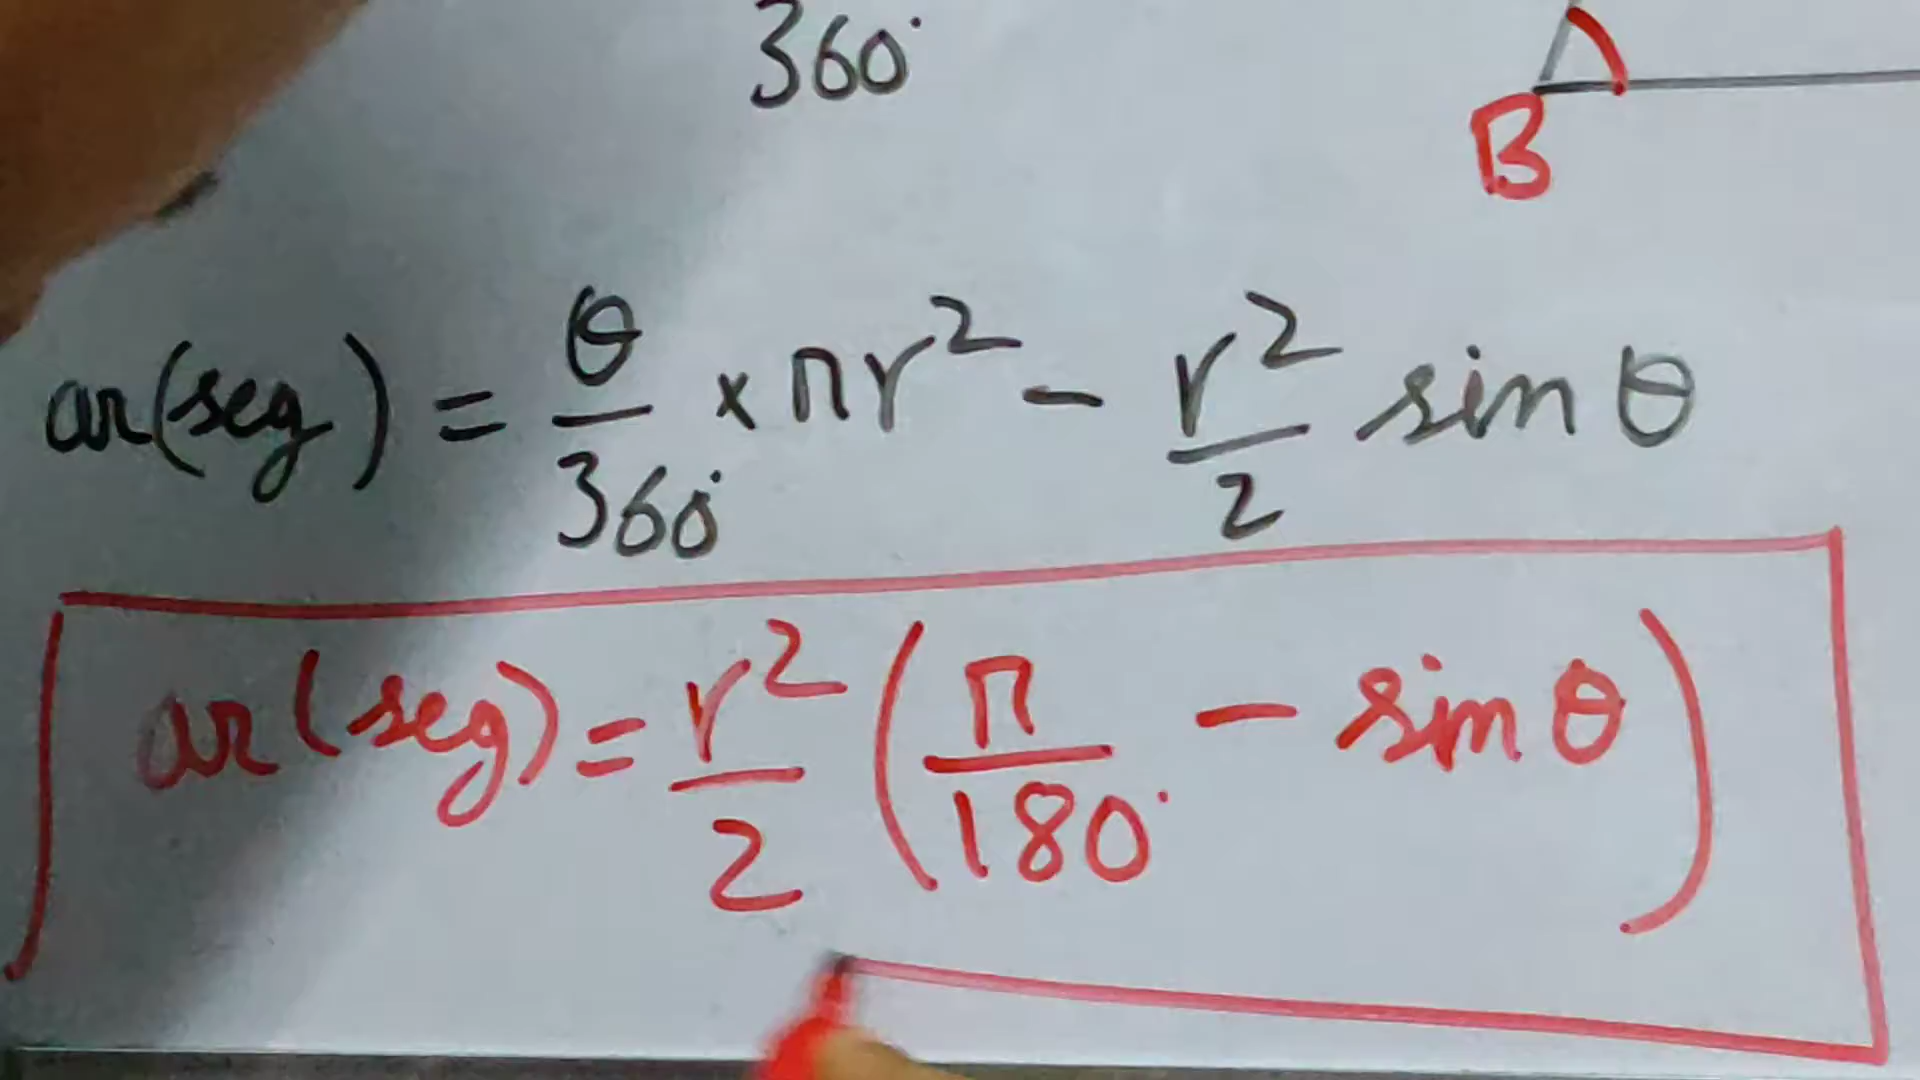 360°
B
ar(seg) = θ/360° × πr² - r²/2 sin θ
ar(seg) = r²/2 (π/180° - sin θ)